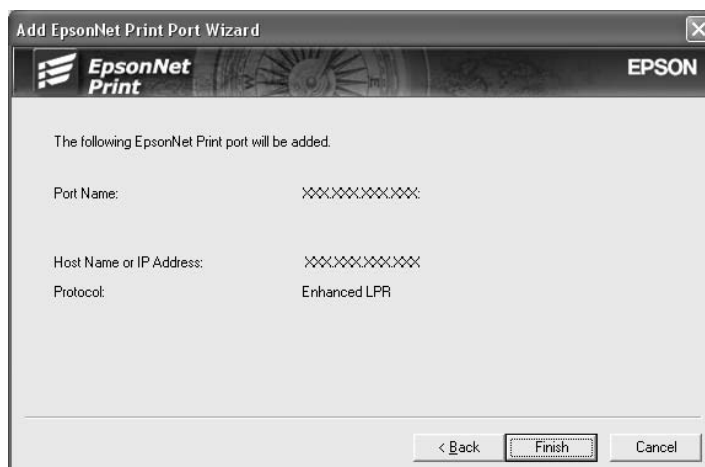 Add EpsonNet Print Port Wizard
EpsonNet
Print
EPSON
The following EpsonNet Print port will be added.
Port Name: XXX.XXX.XXX.XXX:
Host Name or IP Address: XXX.XXX.XXX.XXX
Protocol: Enhanced LPR
< Back Finish Cancel